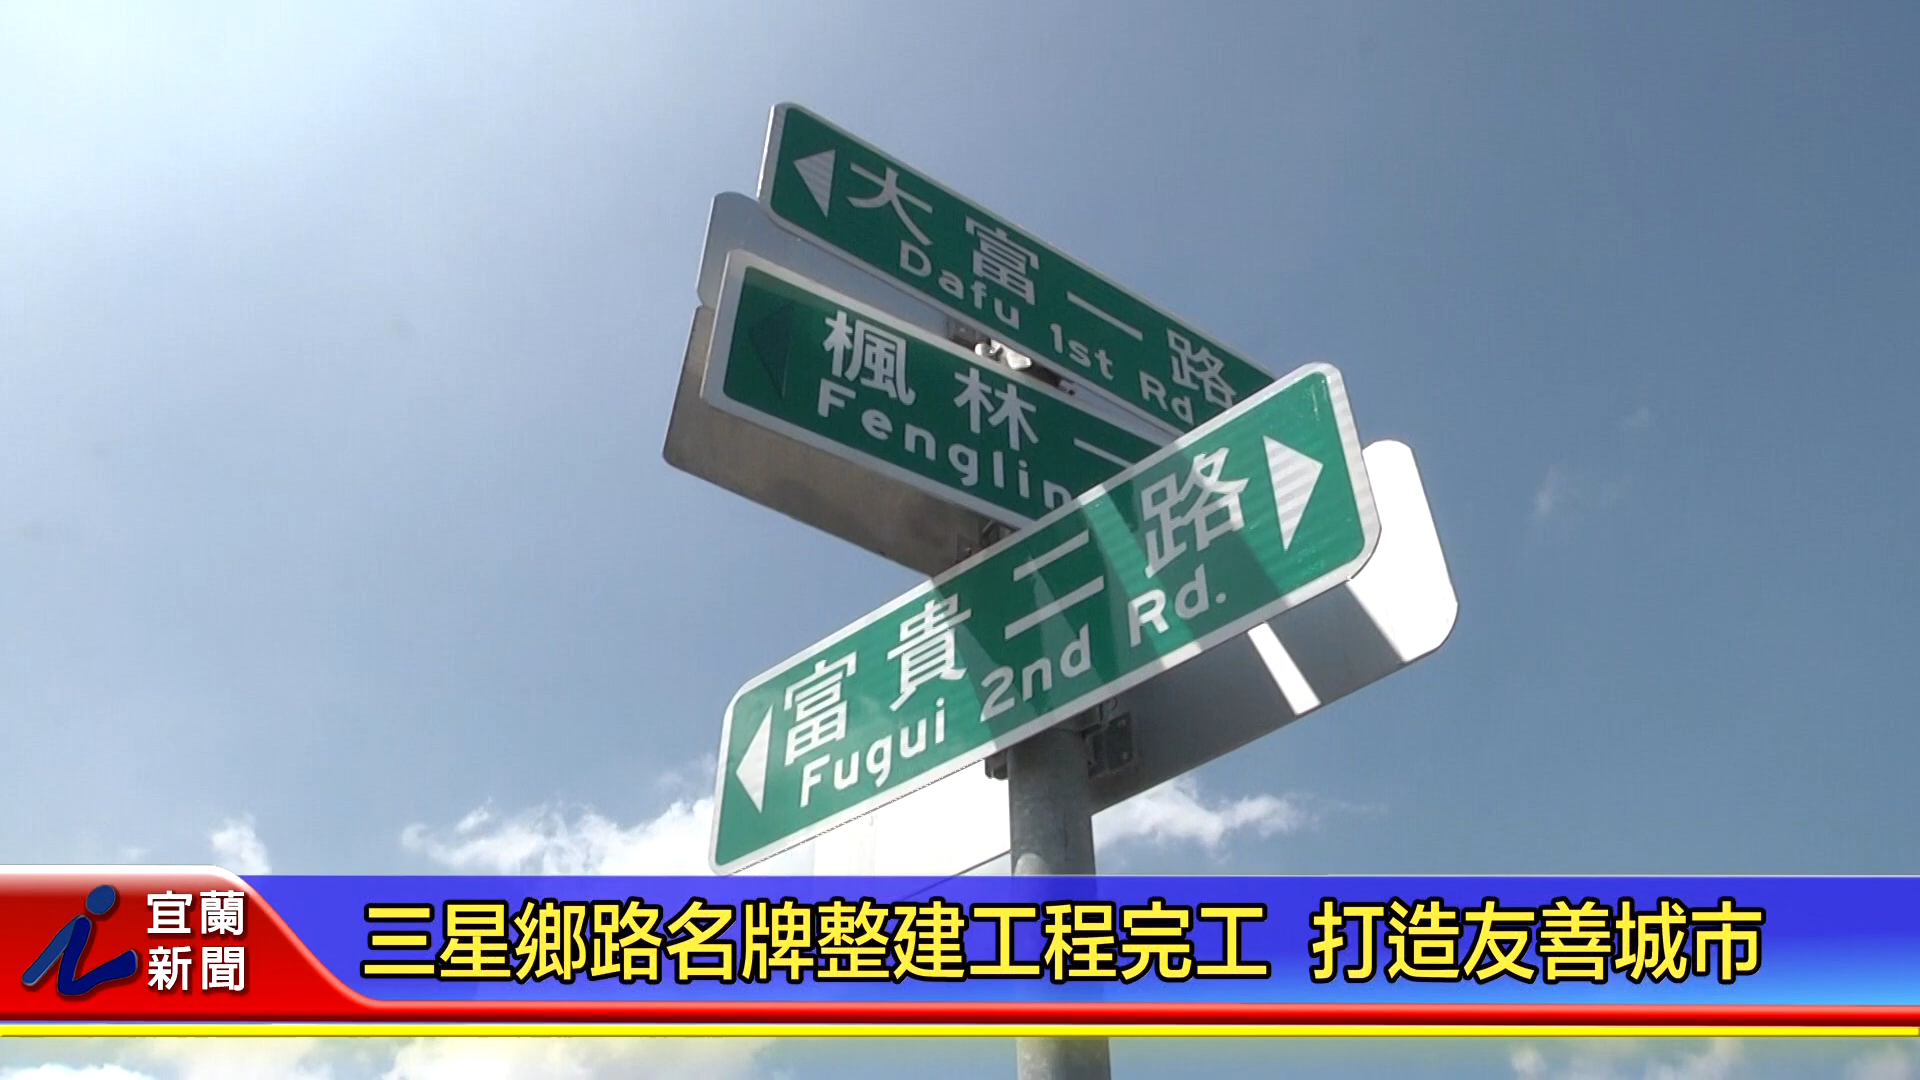 大富一路
Dafu 1st Rd
楓林一
Fenglin
富貴二路
Fugui 2nd Rd.
宜蘭
新聞
三星鄉路名牌整建工程完工 打造友善城市